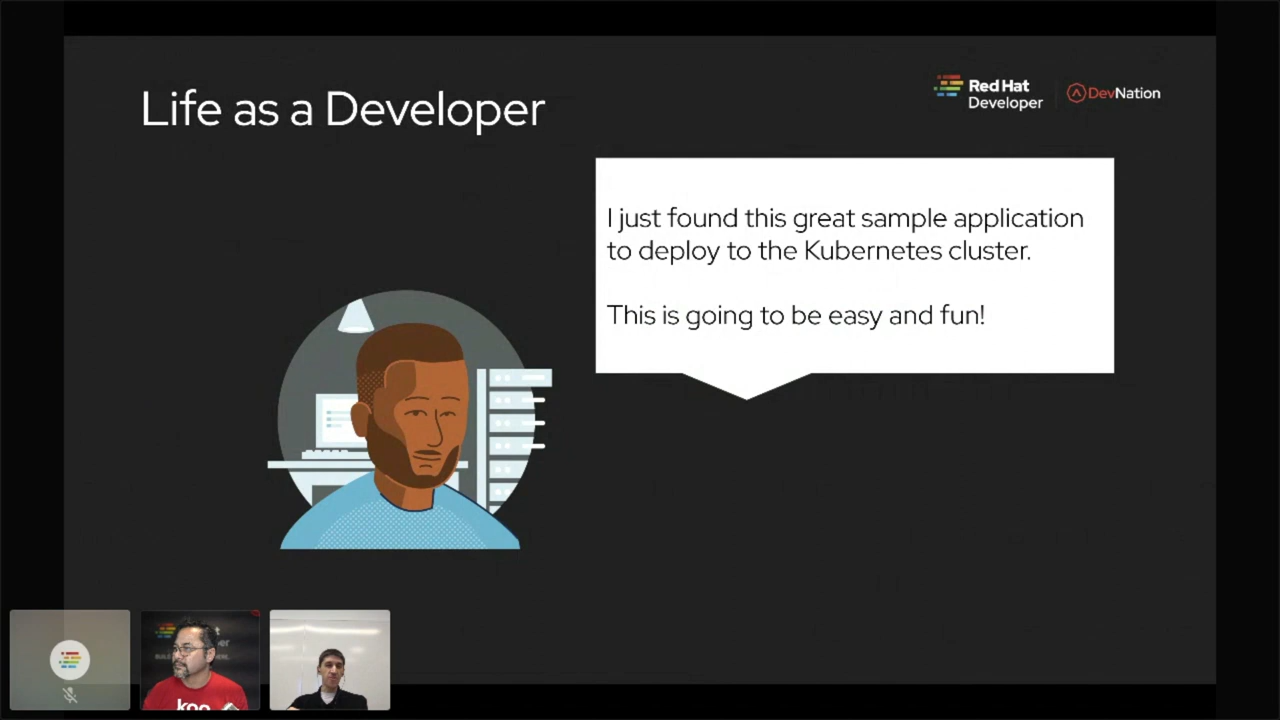 Life as a Developer
Red Hat
Developer
DevNation
I just found this great sample application
to deploy to the Kubernetes cluster.
This is going to be easy and fun!